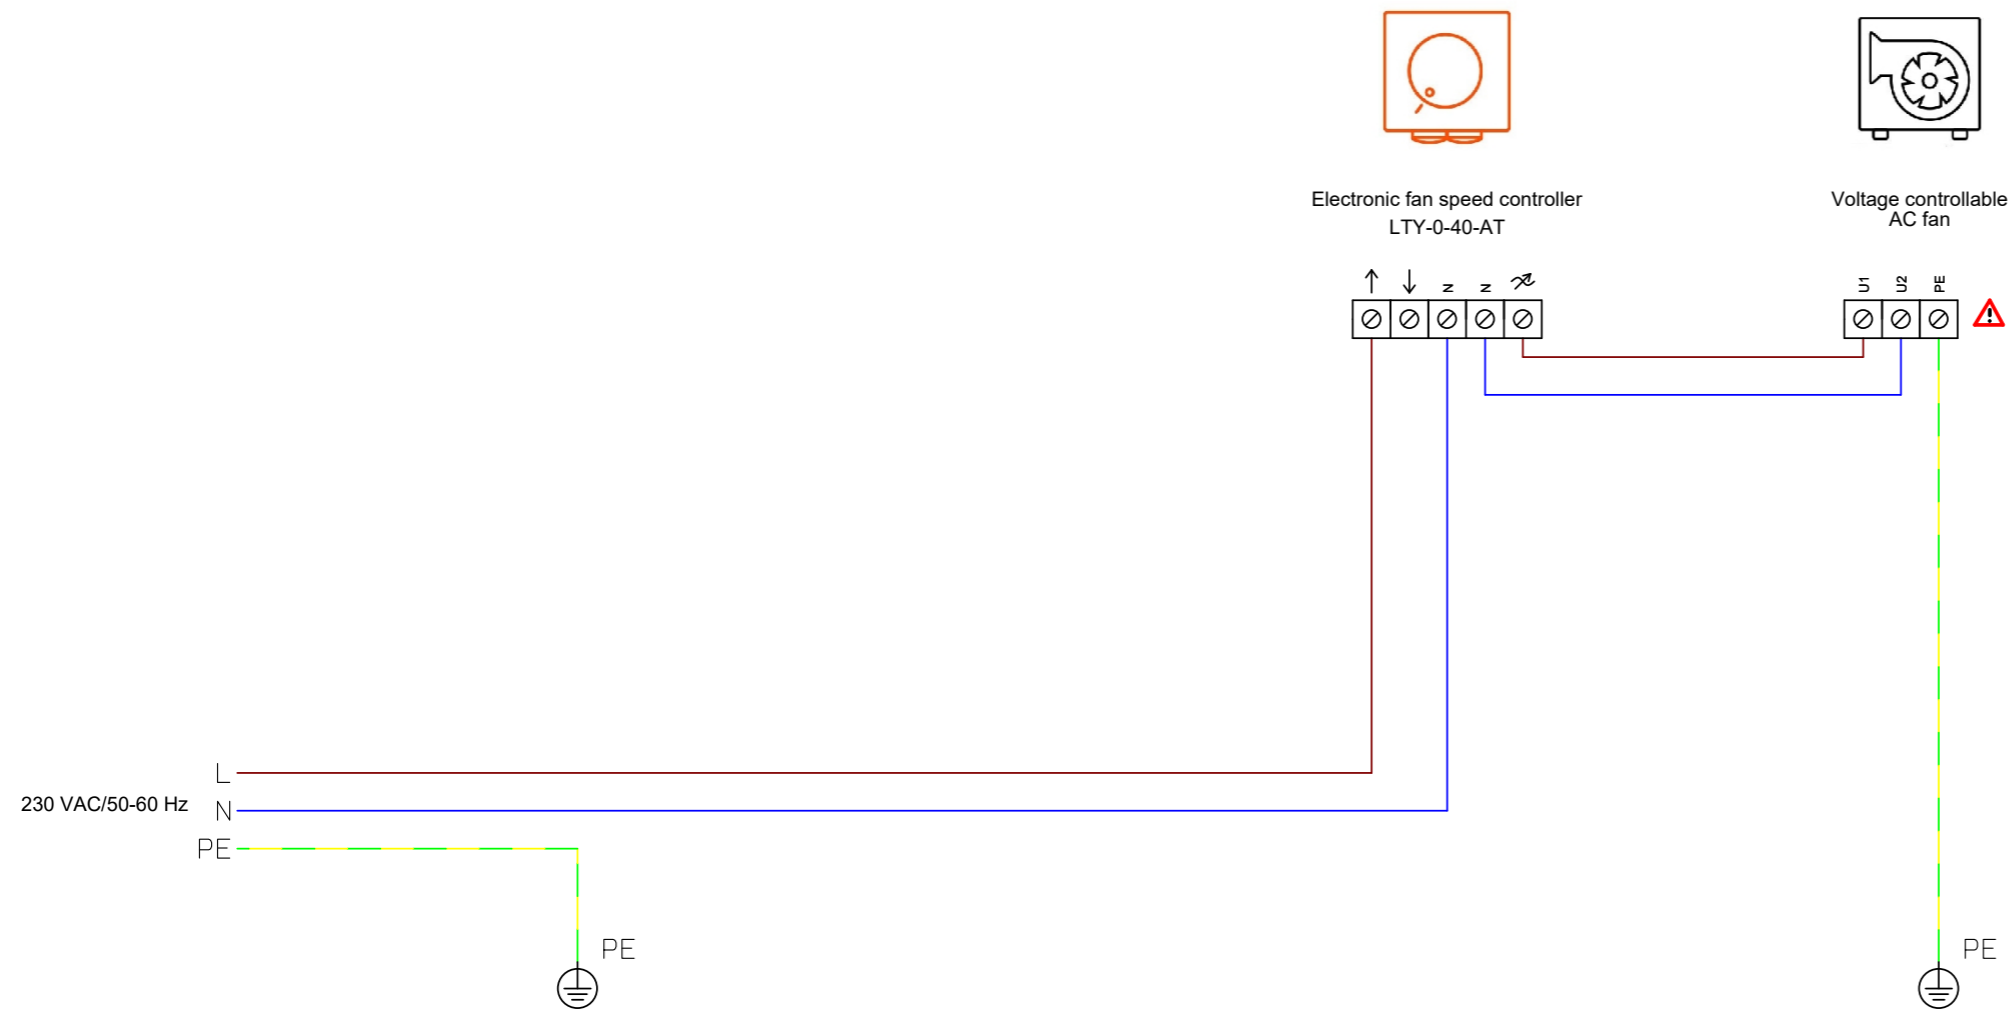 Electronic fan speed controller
LTY-0-40-AT
Voltage controllable
AC fan
N N
U1 U2 PE
L
230 VAC/50-60 Hz N
PE
PE
PE